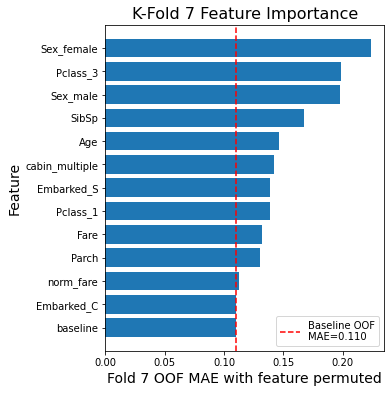 K-Fold 7 Feature Importance
Feature
Sex_female
Pclass_3
Sex_male
SibSp
Age
cabin_multiple
Embarked_S
Pclass_1
Fare
Parch
norm_fare
Embarked_C
baseline
Baseline OOF
MAE=0.110
0.00 0.05 0.10 0.15 0.20
Fold 7 OOF MAE with feature permuted